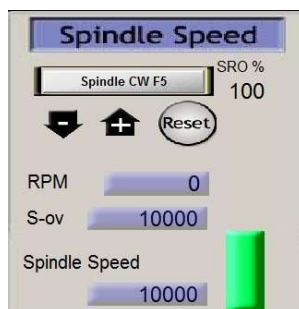 Spindle Speed
SRO %
Spindle CW F5
100
Reset
RPM 0
S-ov 10000
Spindle Speed
10000